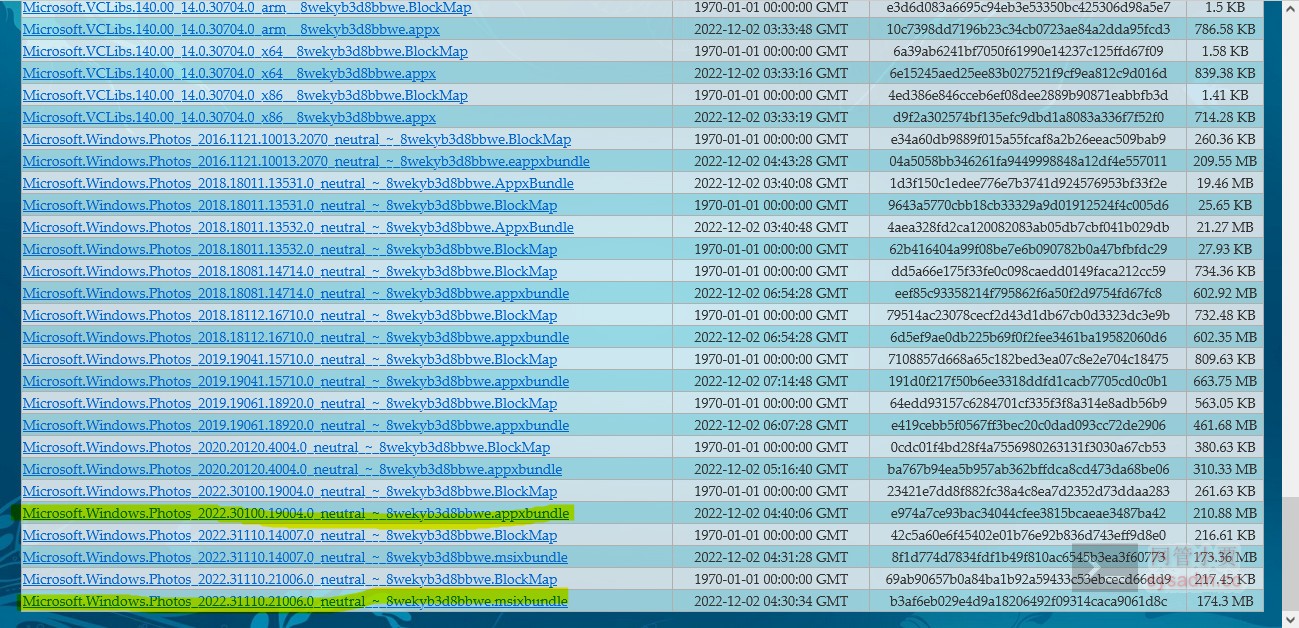 Microsoft.VCLibs.140.00_14.0.30704.0_arm__8wekyb3d8bbwe.BlockMap 1970-01-01 00:00:00 GMT e3d6d083a6695c94eb3e53350bc425306d98a5e7 1.5 KB
Microsoft.VCLibs.140.00_14.0.30704.0_arm__8wekyb3d8bbwe.appx 2022-12-02 03:33:48 GMT 10c7398dd7196b23c34cb0723ae84a2dda95fcd3 786.58 KB
Microsoft.VCLibs.140.00_14.0.30704.0_x64__8wekyb3d8bbwe.BlockMap 1970-01-01 00:00:00 GMT 6a39ab6241bf7050f61990e14237c125ffd67f09 1.58 KB
Microsoft.VCLibs.140.00_14.0.30704.0_x64__8wekyb3d8bbwe.appx 2022-12-02 03:33:16 GMT 6e15245aed25ee83b027521f9cf9ea812c9d016d 839.38 KB
Microsoft.VCLibs.140.00_14.0.30704.0_x86__8wekyb3d8bbwe.BlockMap 1970-01-01 00:00:00 GMT 4ed386e846cceb6ef08dee2889b90871eabbfb3d 1.41 KB
Microsoft.VCLibs.140.00_14.0.30704.0_x86__8wekyb3d8bbwe.appx 2022-12-02 03:33:19 GMT d9f2a302574bf135efc9dbd1a8083a336f7f52f0 714.28 KB
Microsoft.Windows.Photos_2016.1121.10013.2070_neutral_~_8wekyb3d8bbwe.BlockMap 1970-01-01 00:00:00 GMT e34a60db9889f015a55fcaf8a2b26eeac509bab9 260.36 KB
Microsoft.Windows.Photos_2016.1121.10013.2070_neutral_~_8wekyb3d8bbwe.eappxbundle 2022-12-02 04:43:28 GMT 04a5058bb346261fa9449998848a12df4e557011 209.55 MB
Microsoft.Windows.Photos_2018.18011.13531.0_neutral_~_8wekyb3d8bbwe.AppxBundle 2022-12-02 03:40:08 GMT 1d3f150c1edee776e7b3741d924576953bf33f2e 19.46 MB
Microsoft.Windows.Photos_2018.18011.13531.0_neutral_~_8wekyb3d8bbwe.BlockMap 1970-01-01 00:00:00 GMT 9643a5770cbb18cb33329a9d01912524f4c005d6 25.65 KB
Microsoft.Windows.Photos_2018.18011.13532.0_neutral_~_8wekyb3d8bbwe.AppxBundle 2022-12-02 03:40:48 GMT 4aea328fd2ca120082083ab05db7cbf041b029db 21.27 MB
Microsoft.Windows.Photos_2018.18011.13532.0_neutral_~_8wekyb3d8bbwe.BlockMap 1970-01-01 00:00:00 GMT 62b416404a99f08be7e6b090782b0a47bfbfdc29 27.93 KB
Microsoft.Windows.Photos_2018.18081.14714.0_neutral_~_8wekyb3d8bbwe.BlockMap 1970-01-01 00:00:00 GMT dd5a66e175f33fe0c098caedd0149faca212cc59 734.36 KB
Microsoft.Windows.Photos_2018.18081.14714.0_neutral_~_8wekyb3d8bbwe.appxbundle 2022-12-02 06:54:28 GMT eef85c93358214f795862f6a50f2d9754fd67fc8 602.92 MB
Microsoft.Windows.Photos_2018.18112.16710.0_neutral_~_8wekyb3d8bbwe.BlockMap 1970-01-01 00:00:00 GMT 79514ac23078cecf2d43d1db67cb0d3323dc3e9b 732.48 KB
Microsoft.Windows.Photos_2018.18112.16710.0_neutral_~_8wekyb3d8bbwe.appxbundle 2022-12-02 06:54:28 GMT 6d5ef9ae0db225b69f0f2fee3461ba19582060d6 602.35 MB
Microsoft.Windows.Photos_2019.19041.15710.0_neutral_~_8wekyb3d8bbwe.BlockMap 1970-01-01 00:00:00 GMT 7108857d668a65c182bed3ea07c8e2e704c18475 809.63 KB
Microsoft.Windows.Photos_2019.19041.15710.0_neutral_~_8wekyb3d8bbwe.appxbundle 2022-12-02 07:14:48 GMT 191d0f217f50b6ee3318ddfd1cacb7705cd0c0b1 663.75 MB
Microsoft.Windows.Photos_2019.19061.18920.0_neutral_~_8wekyb3d8bbwe.BlockMap 1970-01-01 00:00:00 GMT 64edd93157c6284701cf335f3f8a314e8adb56b9 563.05 KB
Microsoft.Windows.Photos_2019.19061.18920.0_neutral_~_8wekyb3d8bbwe.appxbundle 2022-12-02 06:07:28 GMT e419cebb5f0567ff3bec20c0dad093cc72de2906 461.68 MB
Microsoft.Windows.Photos_2020.20120.4004.0_neutral_~_8wekyb3d8bbwe.BlockMap 1970-01-01 00:00:00 GMT 0cdc01f4bd28f4a7556980263131f3030a67cb53 380.63 KB
Microsoft.Windows.Photos_2020.20120.4004.0_neutral_~_8wekyb3d8bbwe.appxbundle 2022-12-02 05:16:40 GMT ba767b94ea5b957ab362bffdca8cd473da68be06 310.33 MB
Microsoft.Windows.Photos_2022.30100.19004.0_neutral_~_8wekyb3d8bbwe.BlockMap 1970-01-01 00:00:00 GMT 23421e7dd8f882fc38a4c8ea7d2352d73ddaa283 261.63 KB
Microsoft.Windows.Photos_2022.30100.19004.0_neutral_~_8wekyb3d8bbwe.appxbundle 2022-12-02 04:40:06 GMT e974a7ce93bac34044cfee3815bcaeae3487ba42 210.88 MB
Microsoft.Windows.Photos_2022.31110.14007.0_neutral_~_8wekyb3d8bbwe.BlockMap 1970-01-01 00:00:00 GMT 42c5a60e6f45402e01b76e92b836d743eff9d8e0 216.61 KB
Microsoft.Windows.Photos_2022.31110.14007.0_neutral_~_8wekyb3d8bbwe.msixbundle 2022-12-02 04:31:28 GMT 8f1d774d7834fdf1b49f810ac6545b3ea3f60773 173.36 MB
Microsoft.Windows.Photos_2022.31110.21006.0_neutral_~_8wekyb3d8bbwe.BlockMap 1970-01-01 00:00:00 GMT 217.45 KB
Microsoft.Windows.Photos_2022.31110.21006.0_neutral_~_8wekyb3d8bbwe.msixbundle 2022-12-02 04:30:34 GMT b3af6eb029e4d9a18206492f09314caca9061d8c 174.3 MB